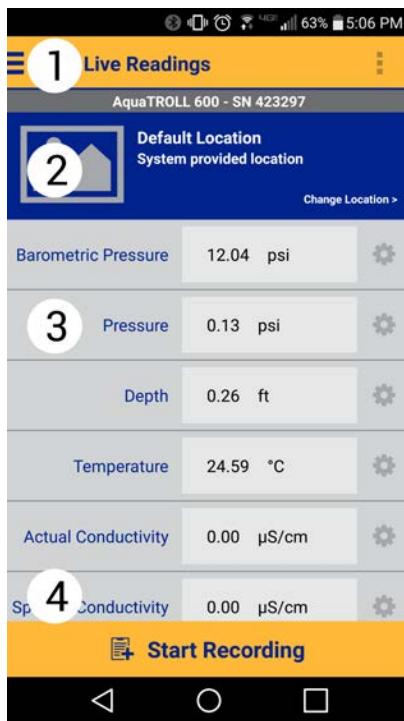 63% 5:06 PM
1 Live Readings
AquaTROLL 600 - SN 423297
Default Location
2 System provided location
Change Location >
Barometric Pressure 12.04 psi
3 Pressure 0.13 psi
Depth 0.26 ft
Temperature 24.59 °C
Actual Conductivity 0.00 µS/cm
4 Conductivity 0.00 µS/cm
Start Recording